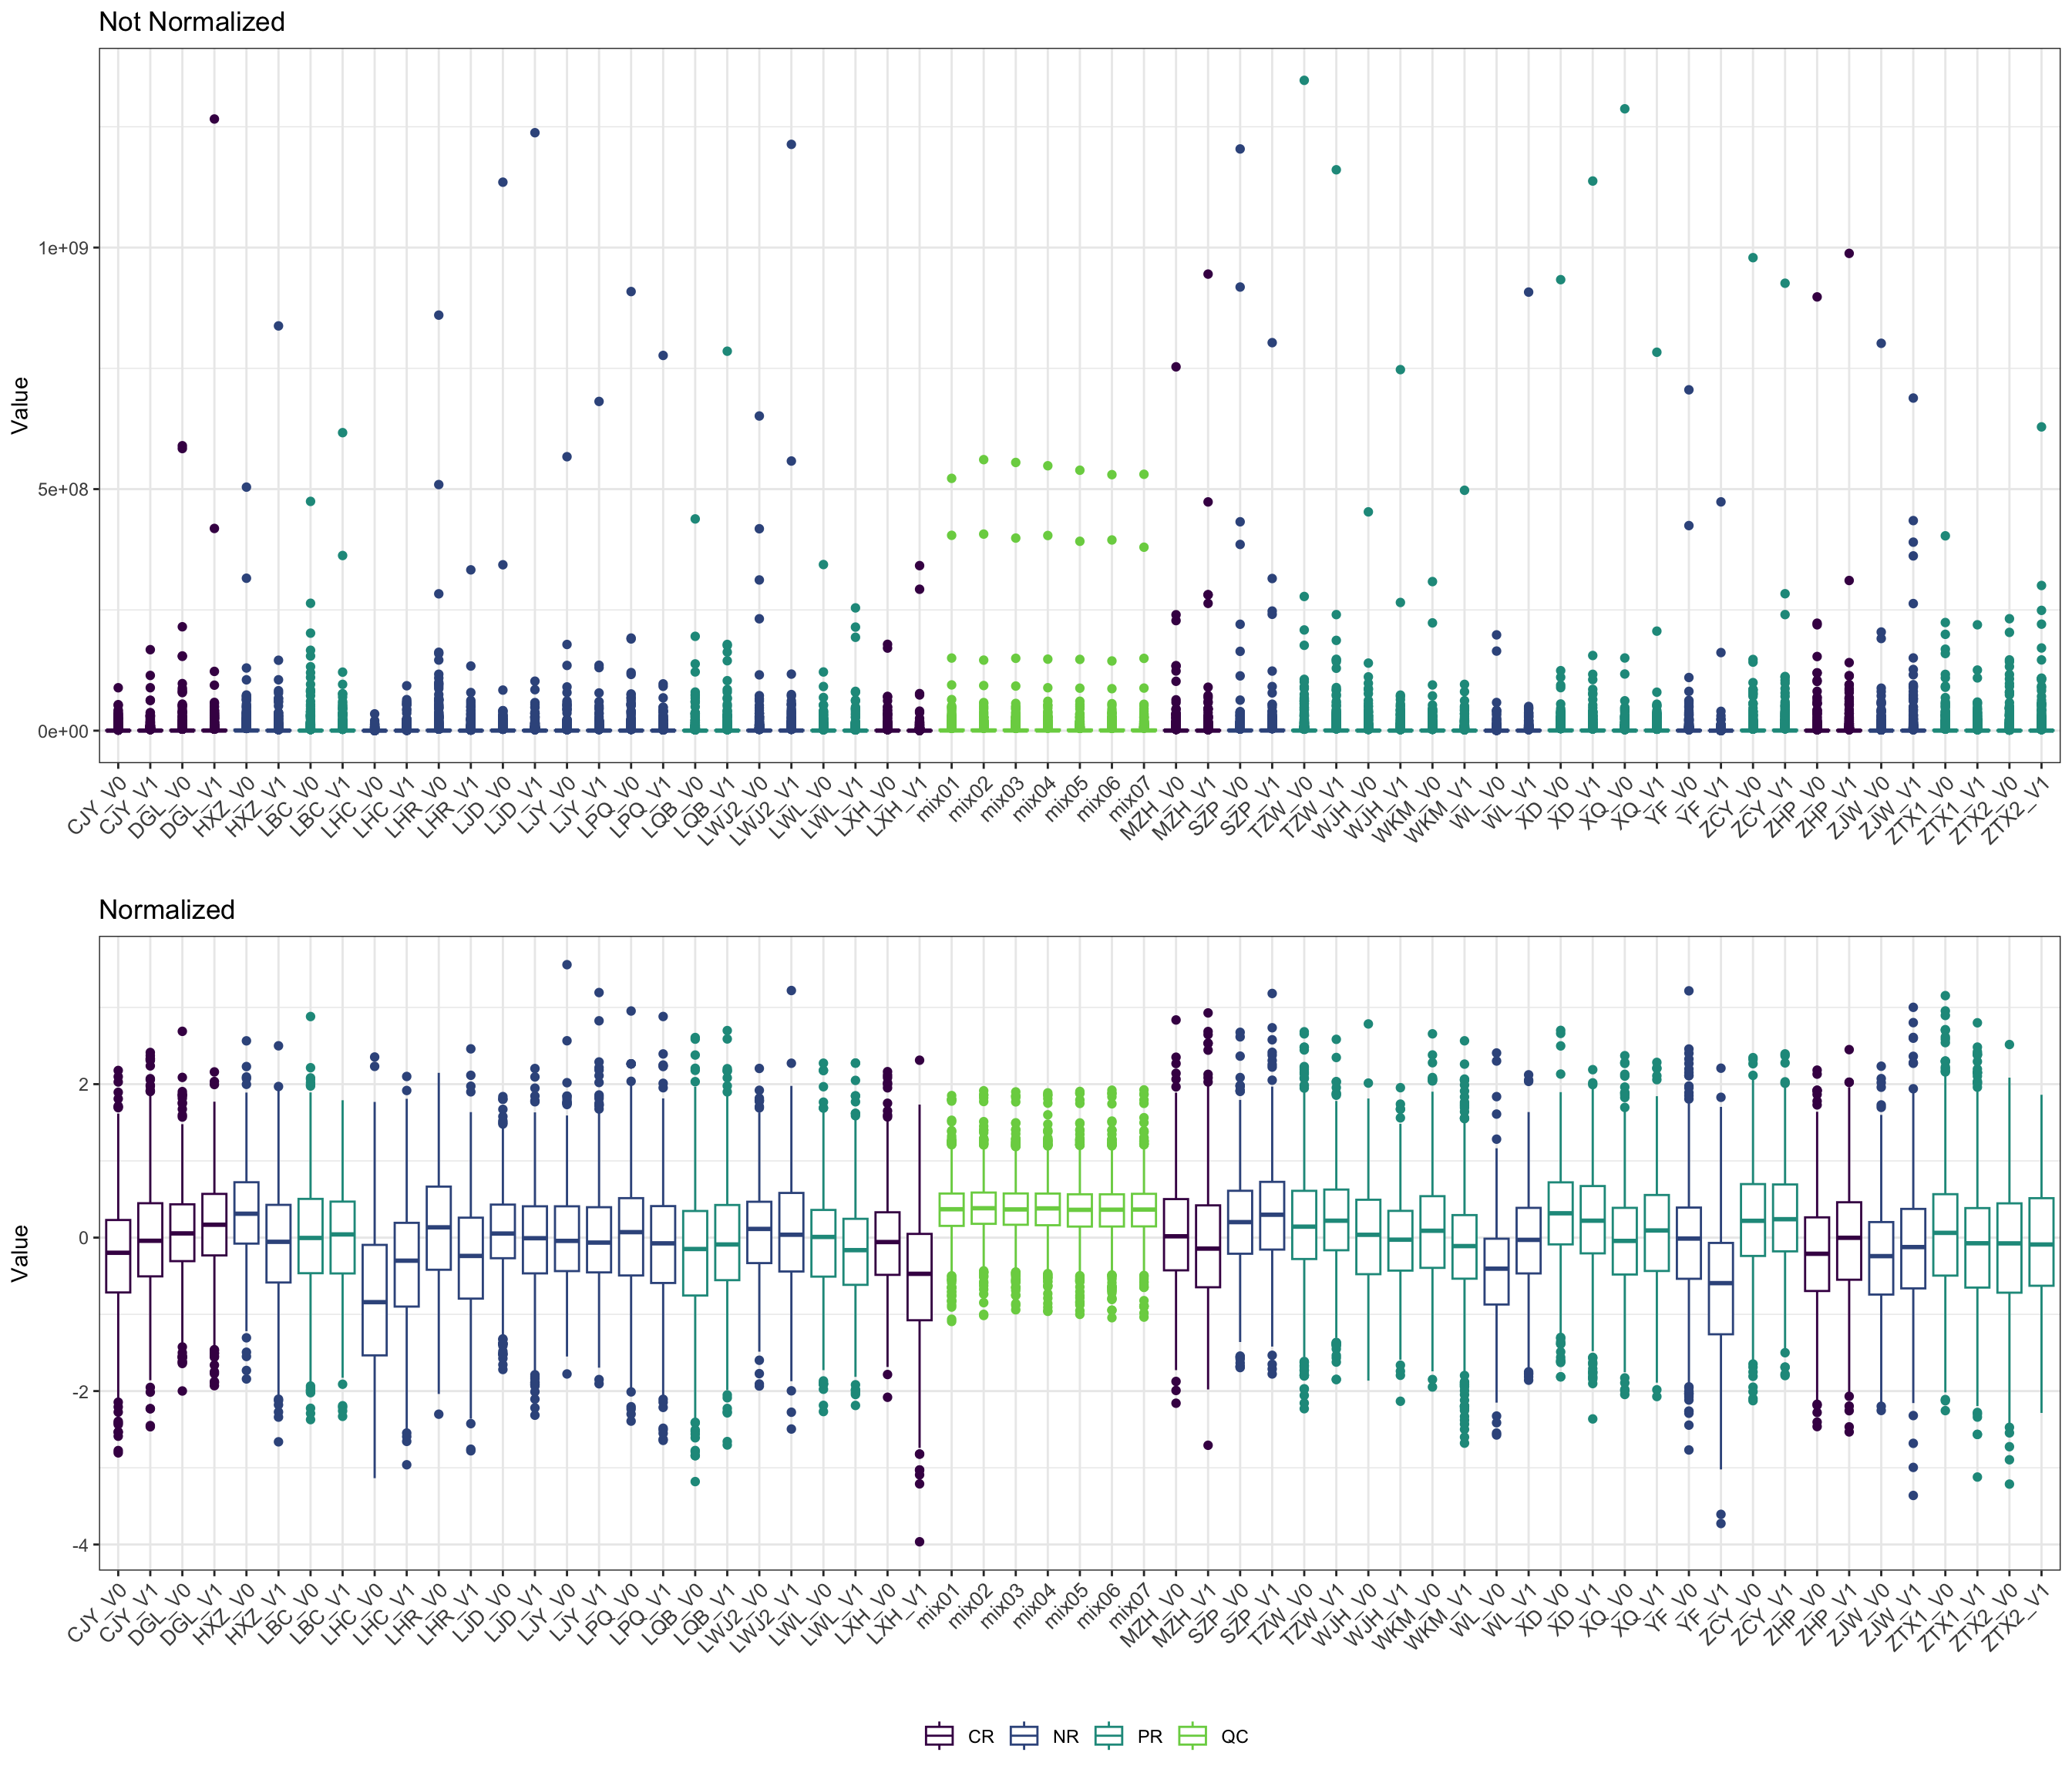 Not Normalized
Value
1e+09
5e+08
0e+00
CJY_V0 CJY_V1 DGL_V0 DGL_V1 HXZ_V0 HXZ_V1 LBC_V0 LBC_V1 LHC_V0 LHC_V1 LHR_V0 LHR_V1 LJD_V0 LJD_V1 LJY_V0 LJY_V1 LPQ_V0 LPQ_V1 LQB_V0 LQB_V1 LWJ2_V0 LWJ2_V1 LWL_V0 LWL_V1 LXH_V0 LXH_V1 mix01 mix02 mix03 mix04 mix05 mix06 mix07 MZH_V0 MZH_V1 SZP_V0 SZP_V1 TZW_V0 TZW_V1 WJH_V0 WJH_V1 WKM_V0 WKM_V1 WL_V0 WL_V1 XD_V0 XD_V1 XQ_V0 XQ_V1 YF_V0 YF_V1 ZCY_V0 ZCY_V1 ZHP_V0 ZHP_V1 ZJW_V0 ZJW_V1 ZTX1_V0 ZTX1_V1 ZTX2_V0 ZTX2_V1
Normalized
Value
2
0
-2
-4
CJY_V0 CJY_V1 DGL_V0 DGL_V1 HXZ_V0 HXZ_V1 LBC_V0 LBC_V1 LHC_V0 LHC_V1 LHR_V0 LHR_V1 LJD_V0 LJD_V1 LJY_V0 LJY_V1 LPQ_V0 LPQ_V1 LQB_V0 LQB_V1 LWJ2_V0 LWJ2_V1 LWL_V0 LWL_V1 LXH_V0 LXH_V1 mix01 mix02 mix03 mix04 mix05 mix06 mix07 MZH_V0 MZH_V1 SZP_V0 SZP_V1 TZW_V0 TZW_V1 WJH_V0 WJH_V1 WKM_V0 WKM_V1 WL_V0 WL_V1 XD_V0 XD_V1 XQ_V0 XQ_V1 YF_V0 YF_V1 ZCY_V0 ZCY_V1 ZHP_V0 ZHP_V1 ZJW_V0 ZJW_V1 ZTX1_V0 ZTX1_V1 ZTX2_V0 ZTX2_V1
CR NR PR QC